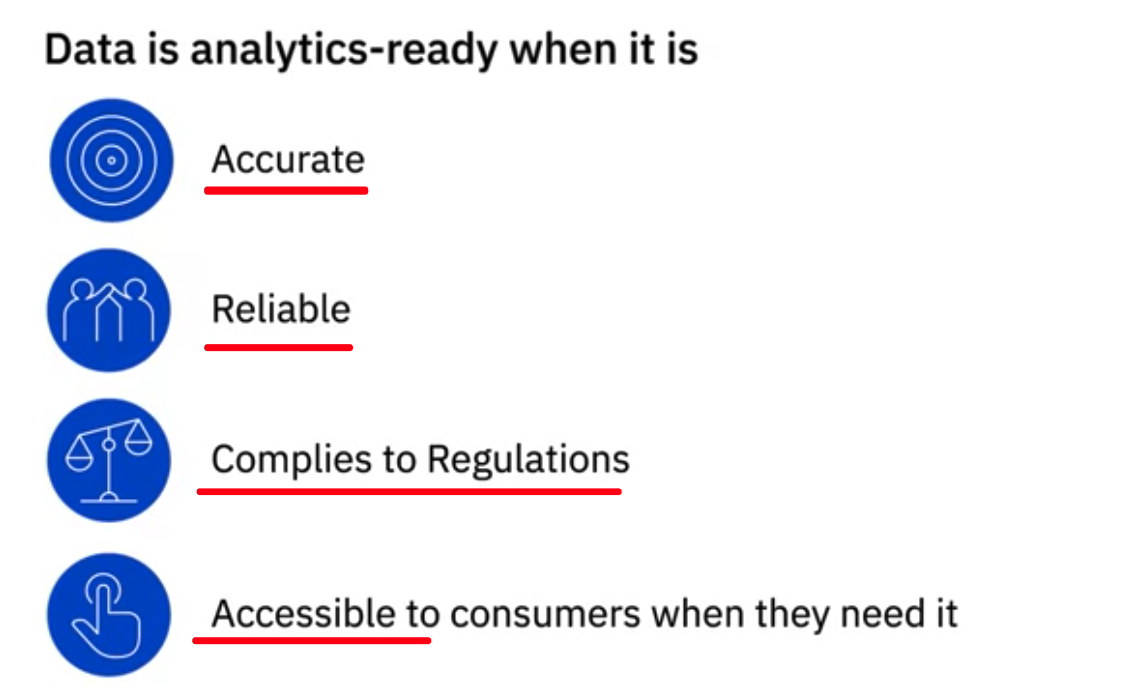 Data is analytics-ready when it is
Accurate
Reliable
Complies to Regulations
Accessible to consumers when they need it